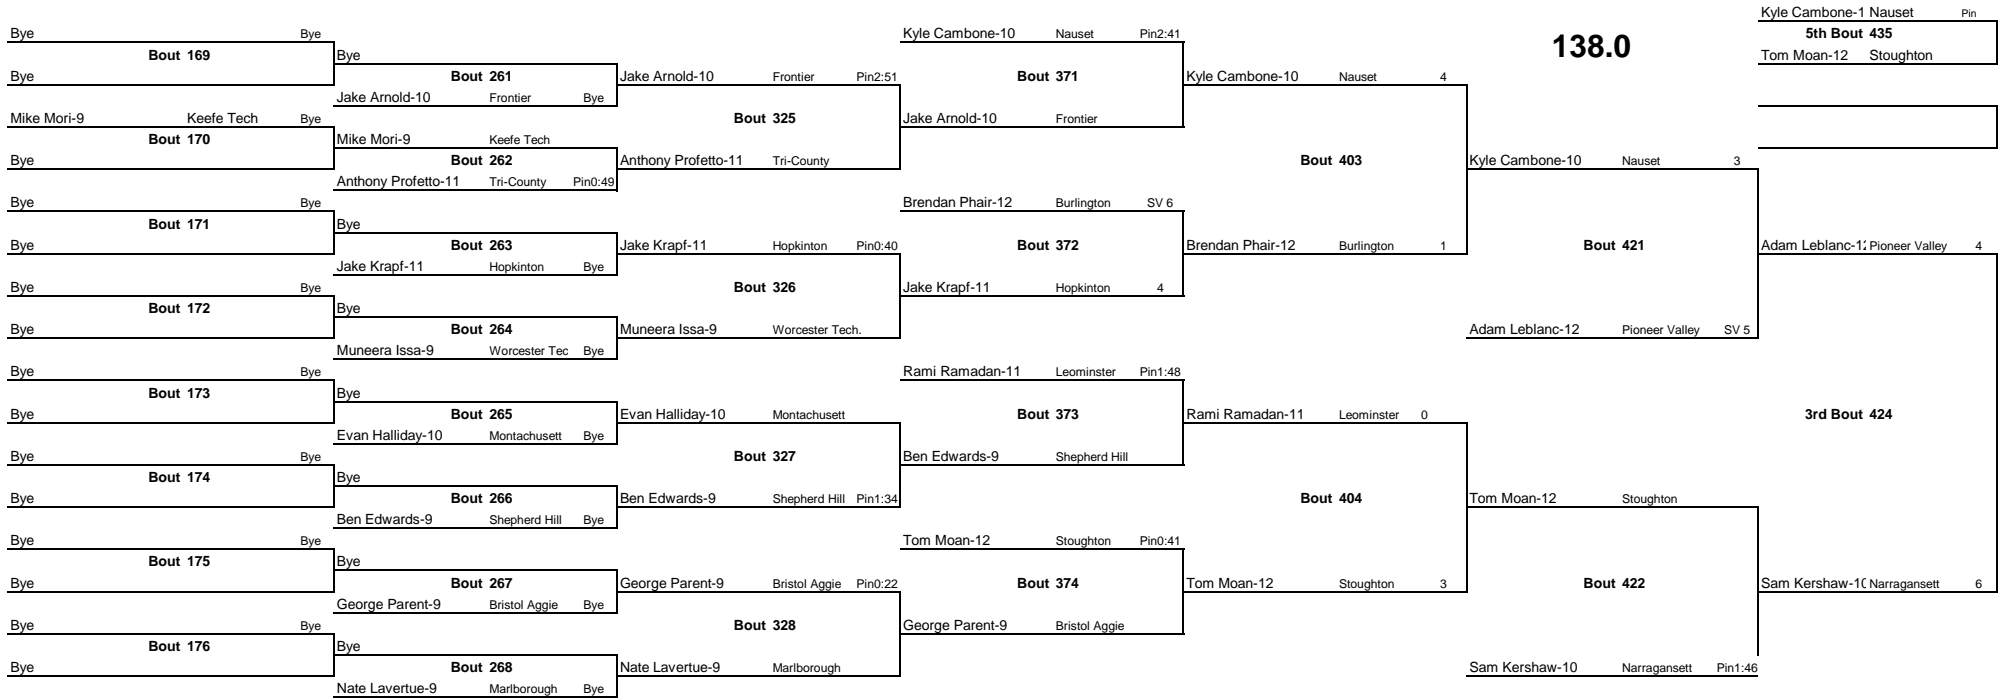 Kyle Cambone-1 Nauset Pin
Bye Bye Kyle Cambone-10 Nauset Pin2:41 138.0 5th Bout 435
Bout 169 Bye Tom Moan-12 Stoughton
Bye Bout 261 Jake Arnold-10 Frontier Pin2:51 Bout 371 Kyle Cambone-10 Nauset 4
Jake Arnold-10 Frontier Bye
Mike Mori-9 Keefe Tech Bye Bout 325 Jake Arnold-10 Frontier
Bout 170 Mike Mori-9 Keefe Tech
Bye Bout 262 Anthony Profetto-11 Tri-County Bout 403 Kyle Cambone-10 Nauset 3
Anthony Profetto-11 Tri-County Pin0:49
Bye Bye Brendan Phair-12 Burlington SV 6
Bout 171 Bye
Bye Bout 263 Jake Krapf-11 Hopkinton Pin0:40 Bout 372 Brendan Phair-12 Burlington 1 Bout 421 Adam Leblanc-12 Pioneer Valley 4
Jake Krapf-11 Hopkinton Bye
Bye Bye Bout 326 Jake Krapf-11 Hopkinton 4
Bout 172 Bye
Bye Bout 264 Muneera Issa-9 Worcester Tech. Adam Leblanc-12 Pioneer Valley SV 5
Muneera Issa-9 Worcester Tec Bye
Bye Bye Rami Ramadan-11 Leominster Pin1:48
Bout 173 Bye
Bye Bout 265 Evan Halliday-10 Montachusett Bout 373 Rami Ramadan-11 Leominster 0 3rd Bout 424
Evan Halliday-10 Montachusett Bye
Bye Bye Bout 327 Ben Edwards-9 Shepherd Hill
Bout 174 Bye
Bye Bout 266 Ben Edwards-9 Shepherd Hill Pin1:34 Bout 404 Tom Moan-12 Stoughton
Ben Edwards-9 Shepherd Hill Bye
Bye Bye Tom Moan-12 Stoughton Pin0:41
Bout 175 Bye
Bye Bout 267 George Parent-9 Bristol Aggie Pin0:22 Bout 374 Tom Moan-12 Stoughton 3 Bout 422 Sam Kershaw-10 Narragansett 6
George Parent-9 Bristol Aggie Bye
Bye Bye Bout 328 George Parent-9 Bristol Aggie
Bout 176 Bye
Bye Bout 268 Nate Lavertue-9 Marlborough Sam Kershaw-10 Narragansett Pin1:46
Nate Lavertue-9 Marlborough Bye